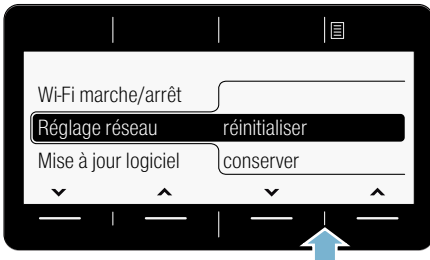 Wi-Fi marche/arrêt
Réglage réseau réinitialiser
Mise à jour logiciel conserver